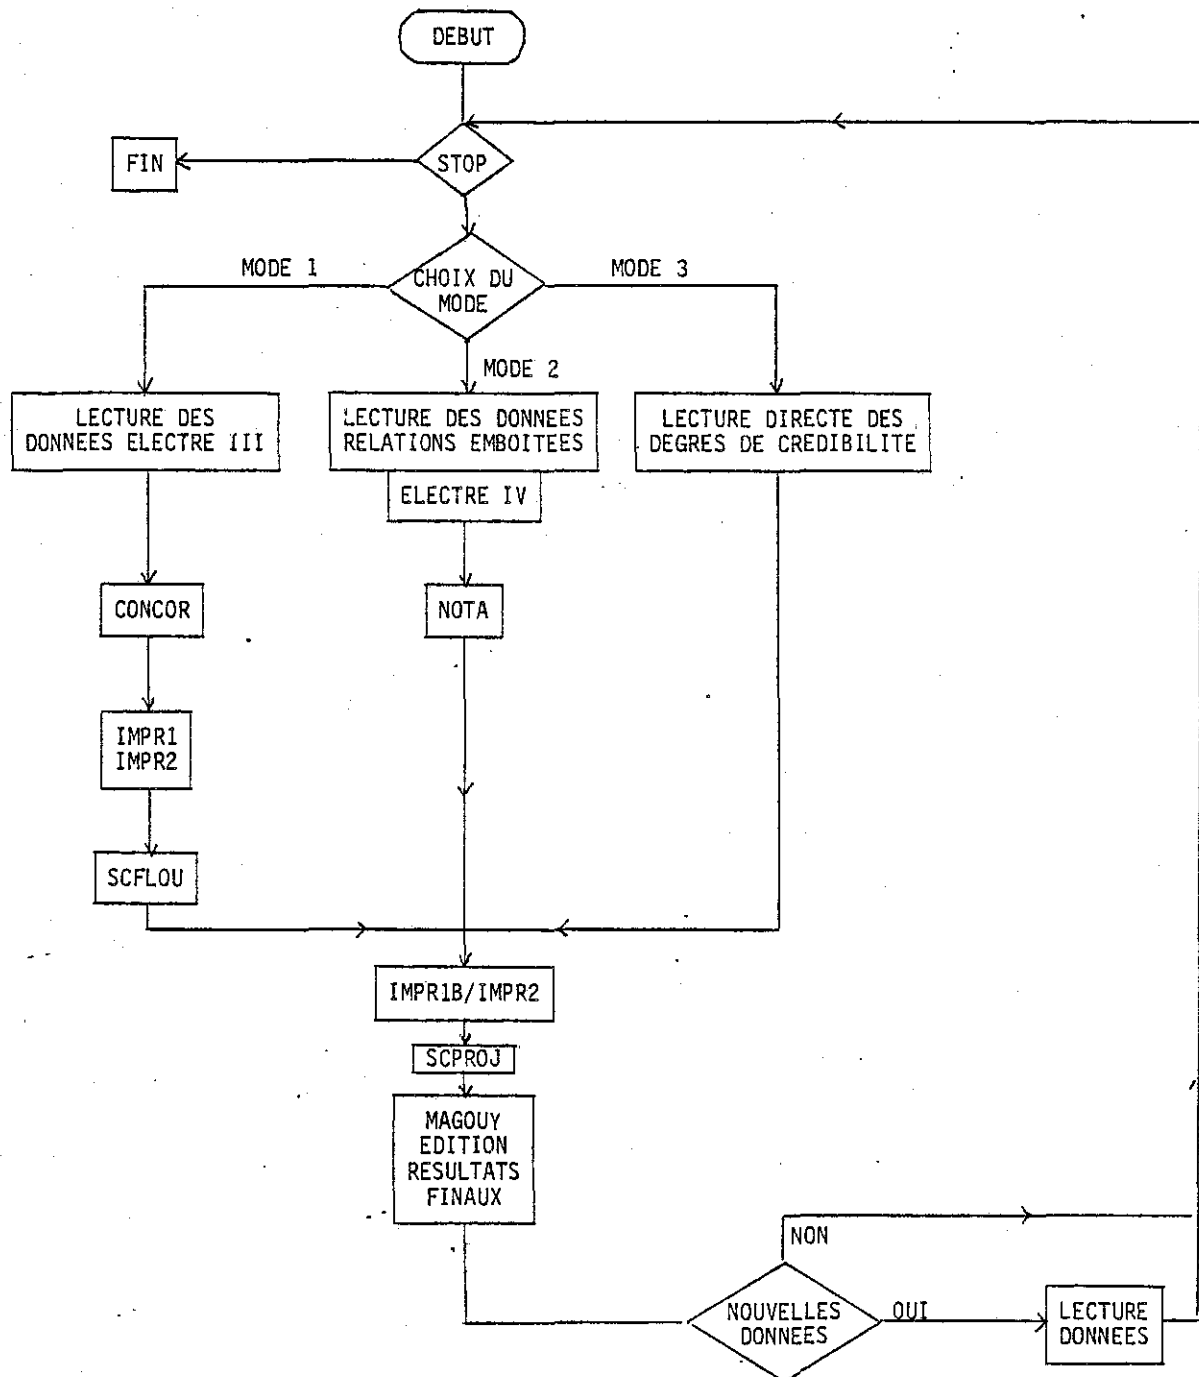 DEBUT
FIN
STOP
MODE 1
CHOIX DU
MODE
MODE 3
MODE 2
LECTURE DES
DONNEES ELECTRE III
LECTURE DES DONNEES
RELATIONS EMBOITEES
LECTURE DIRECTE DES
DEGRES DE CREDIBILITE
ELECTRE IV
CONCOR
NOTA
IMPR1
IMPR2
SCFLOU
IMPR1B/IMPR2
SCPROJ
MAGOUY
EDITION
RESULTATS
FINAUX
NON
NOUVELLES
DONNEES
OUI
LECTURE
DONNEES